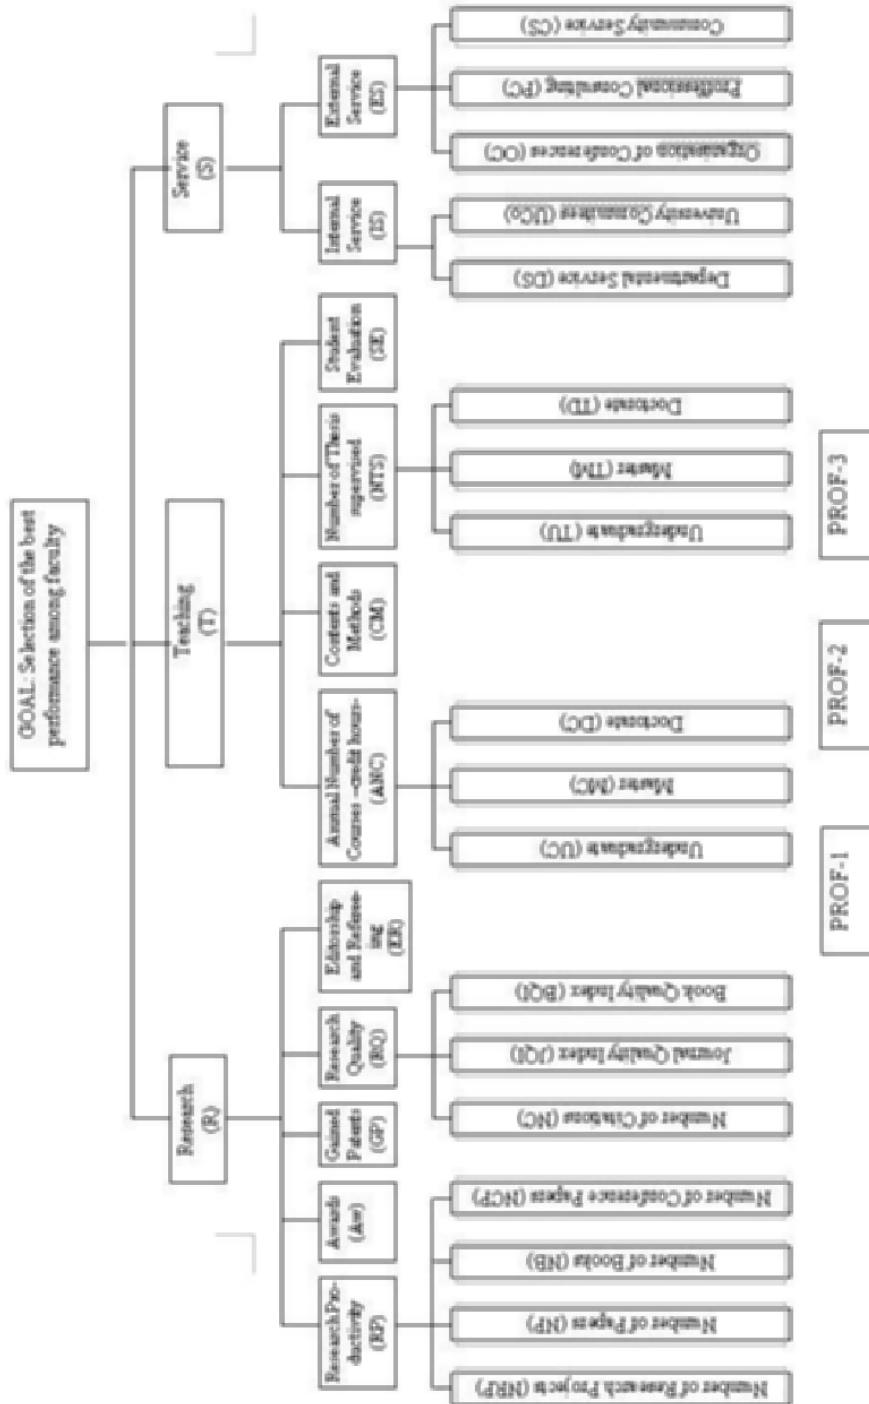 GOAL: Selection of the best
performance among faculty
Research
(R)
Teaching
(T)
Service
(S)
Research Pro-
ductivity
(RP)
Awards
(Aw)
Gained
Patents
(GP)
Research
Quality
(RQ)
Editorship
and Referee-
ing
(ER)
Annual Number of
Courses –credit hours-
(ANC)
Contents and
Methods
(CM)
Number of Thesis
supervised
(NTS)
Student
Evaluation
(SE)
Internal
Service
(IS)
External
Service
(ES)
Number of Research Projects (NRP)
Number of Papers (NP)
Number of Books (NB)
Number of Conference Papers (NCP)
Number of Citations (NC)
Journal Quality Index (JQI)
Book Quality Index (BQI)
Undergraduate (UC)
Master (MC)
Doctorate (DC)
Undergraduate (TU)
Master (TM)
Doctorate (TD)
Departmental Service (DS)
University Committees (UCo)
Organization of Conferences (OC)
Proffessional Consulting (PC)
Community Service (CS)
PROF-1
PROF-2
PROF-3